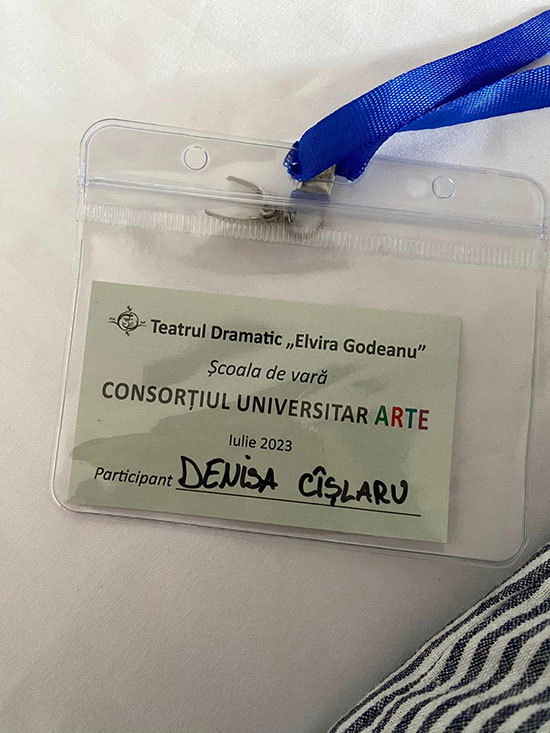 Teatrul Dramatic „Elvira Godeanu”
Școala de vară
CONSORȚIUL UNIVERSITAR ARTE
Iulie 2023
Participant DENISA CÎȘLARU